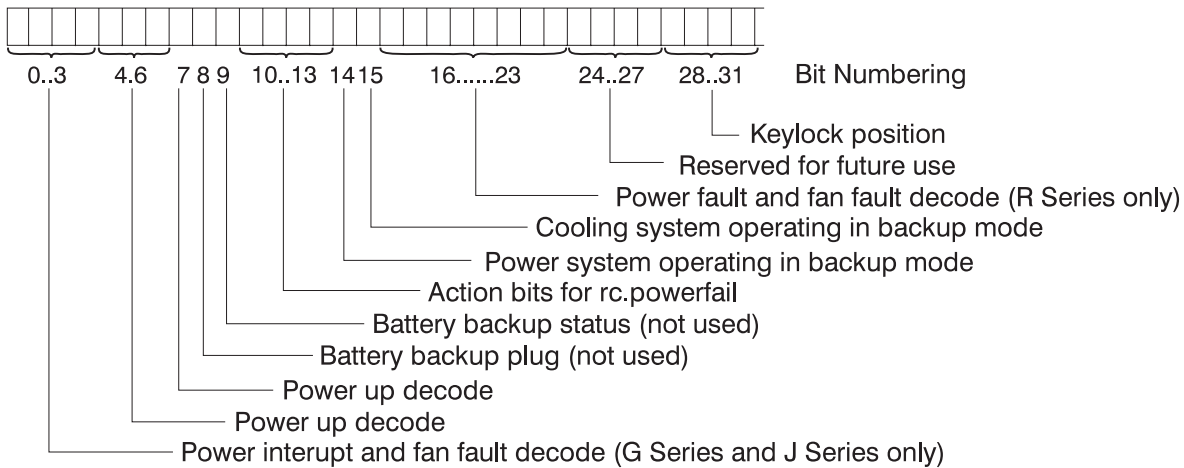 0..3 4.6 7 8 9 10..13 14 15 16......23 24..27 28..31 Bit Numbering
Keylock position
Reserved for future use
Power fault and fan fault decode (R Series only)
Cooling system operating in backup mode
Power system operating in backup mode
Action bits for rc.powerfail
Battery backup status (not used)
Battery backup plug (not used)
Power up decode
Power up decode
Power interupt and fan fault decode (G Series and J Series only)